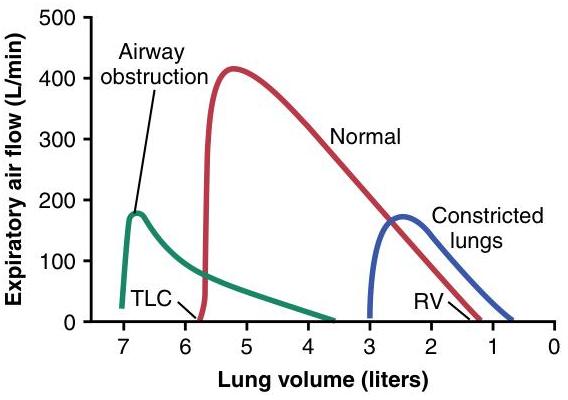 Expiratory air flow (L/min)
500
400
300
200
100
0
Airway
obstruction
Normal
Constricted
lungs
TLC
RV
7 6 5 4 3 2 1 0
Lung volume (liters)